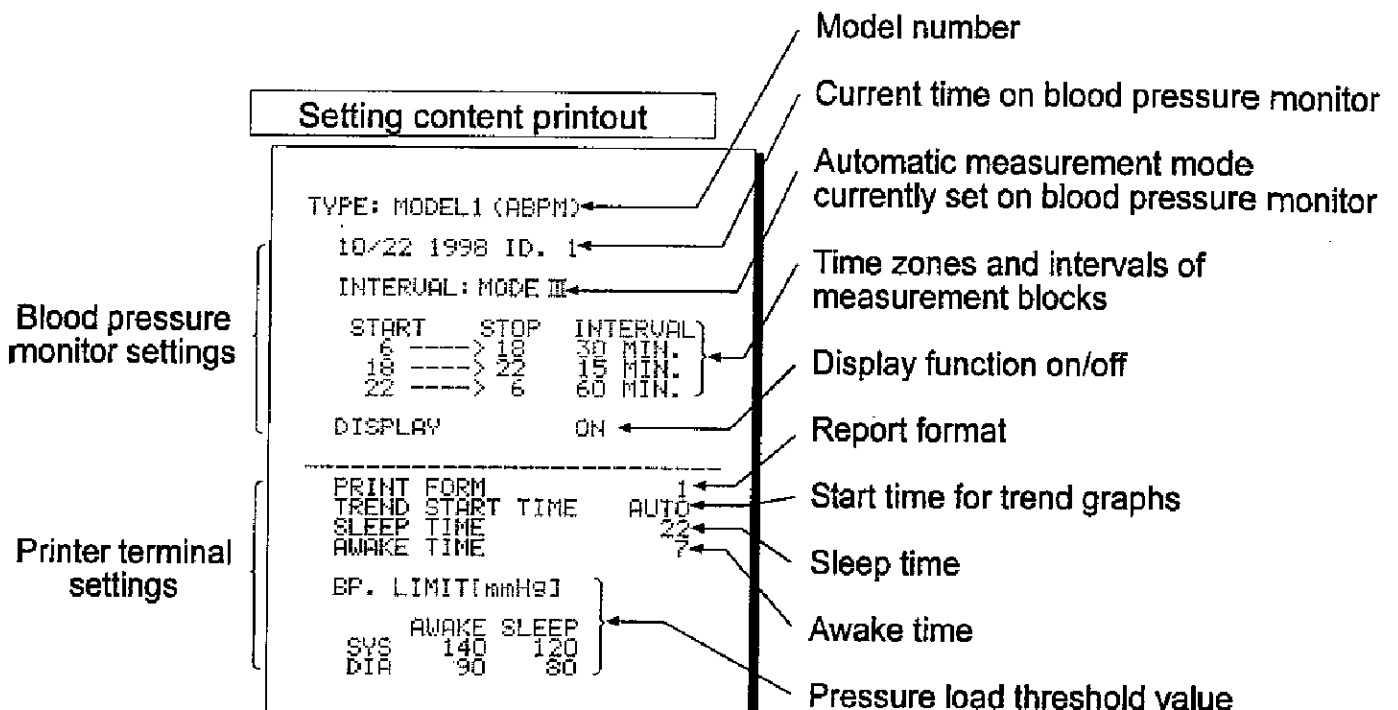 Setting content printout
TYPE: MODEL1 (ABPM)
10/22 1998 ID. 1
INTERVAL: MODE Ⅲ
START STOP INTERVAL
6 ----> 18 30 MIN.
18 ----> 22 15 MIN.
22 ----> 6 60 MIN.
DISPLAY ON
PRINT FORM 1
TREND START TIME AUTO
SLEEP TIME 22
AWAKE TIME 7
BP. LIMIT[mmHg]
AWAKE SLEEP
SYS 140 120
DIA 90 80
Blood pressure
monitor settings
Printer terminal
settings
Model number
Current time on blood pressure monitor
Automatic measurement mode
currently set on blood pressure monitor
Time zones and intervals of
measurement blocks
Display function on/off
Report format
Start time for trend graphs
Sleep time
Awake time
Pressure load threshold value